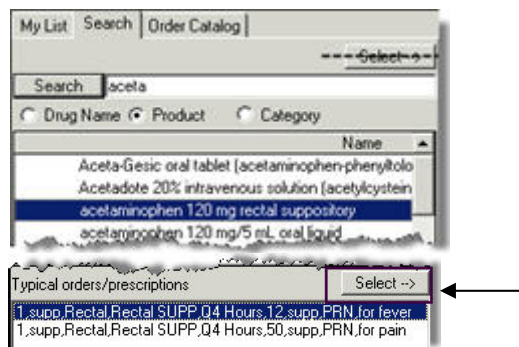 My List Search Order Catalog
Select-->
Search aceta
Drug Name Product Category
Name
Aceta-Gesic oral tablet (acetaminophen-phenyltolo
Acetadote 20% intravenous solution (acetylcystein
acetaminophen 120 mg rectal suppository
acetaminophen 120 mg/5 mL oral liquid
Typical orders/prescriptions Select -->
1,supp,Rectal,Rectal SUPP,Q4 Hours,12,supp,PRN,for fever
1,supp,Rectal,Rectal SUPP,Q4 Hours,50,supp,PRN,for pain